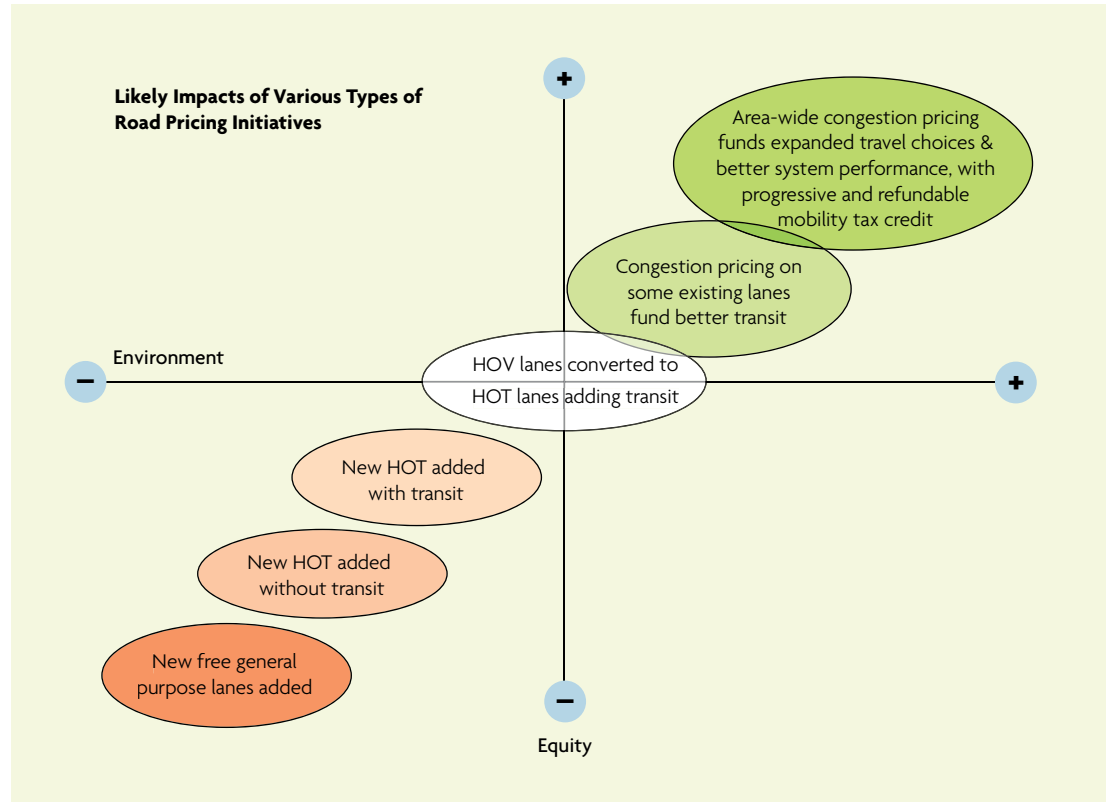 Likely Impacts of Various Types of
Road Pricing Initiatives
+
Area-wide congestion pricing
funds expanded travel choices &
better system performance, with
progressive and refundable
mobility tax credit
Congestion pricing on
some existing lanes
fund better transit
Environment
HOV lanes converted to
HOT lanes adding transit
−
+
New HOT added
with transit
New HOT added
without transit
New free general
purpose lanes added
−
Equity